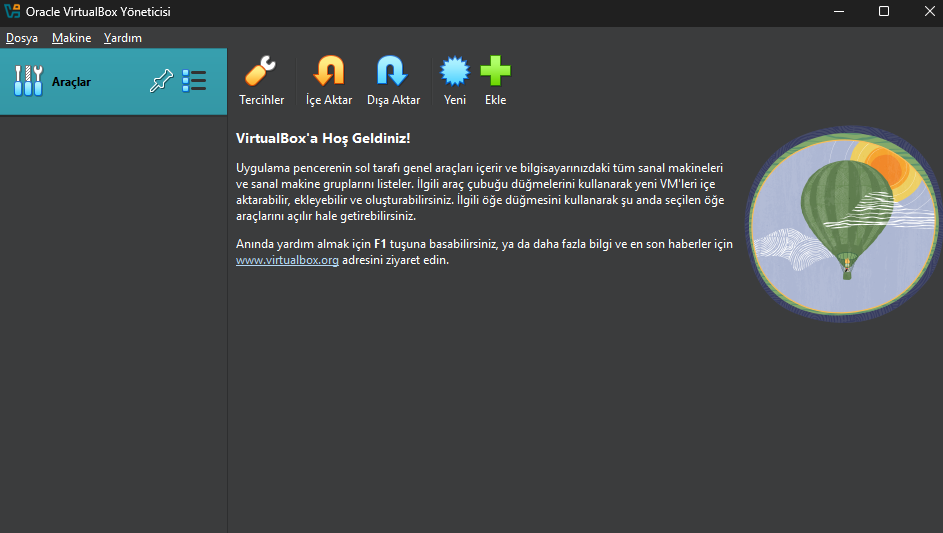 Oracle VirtualBox Yöneticisi
Dosya Makine Yardım
Araçlar
Tercihler İçe Aktar Dışa Aktar Yeni Ekle
VirtualBox'a Hoş Geldiniz!
Uygulama pencerenin sol tarafı genel araçları içerir ve bilgisayarınızdaki tüm sanal makineleri
ve sanal makine gruplarını listeler. İlgili araç çubuğu düğmelerini kullanarak yeni VM'leri içe
aktarabilir, ekleyebilir ve oluşturabilirsiniz. İlgili öğe düğmesini kullanarak şu anda seçilen öğe
araçlarını açılır hale getirebilirsiniz.
Anında yardım almak için F1 tuşuna basabilirsiniz, ya da daha fazla bilgi ve en son haberler için
www.virtualbox.org adresini ziyaret edin.